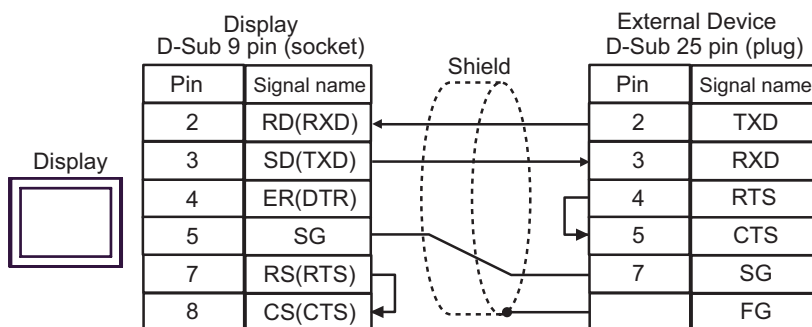 Display
D-Sub 9 pin (socket)
External Device
D-Sub 25 pin (plug)
Shield
Pin Signal name
Pin Signal name
2 RD(RXD)
2 TXD
3 SD(TXD)
3 RXD
Display
4 ER(DTR)
4 RTS
5 SG
5 CTS
7 RS(RTS)
7 SG
8 CS(CTS)
FG